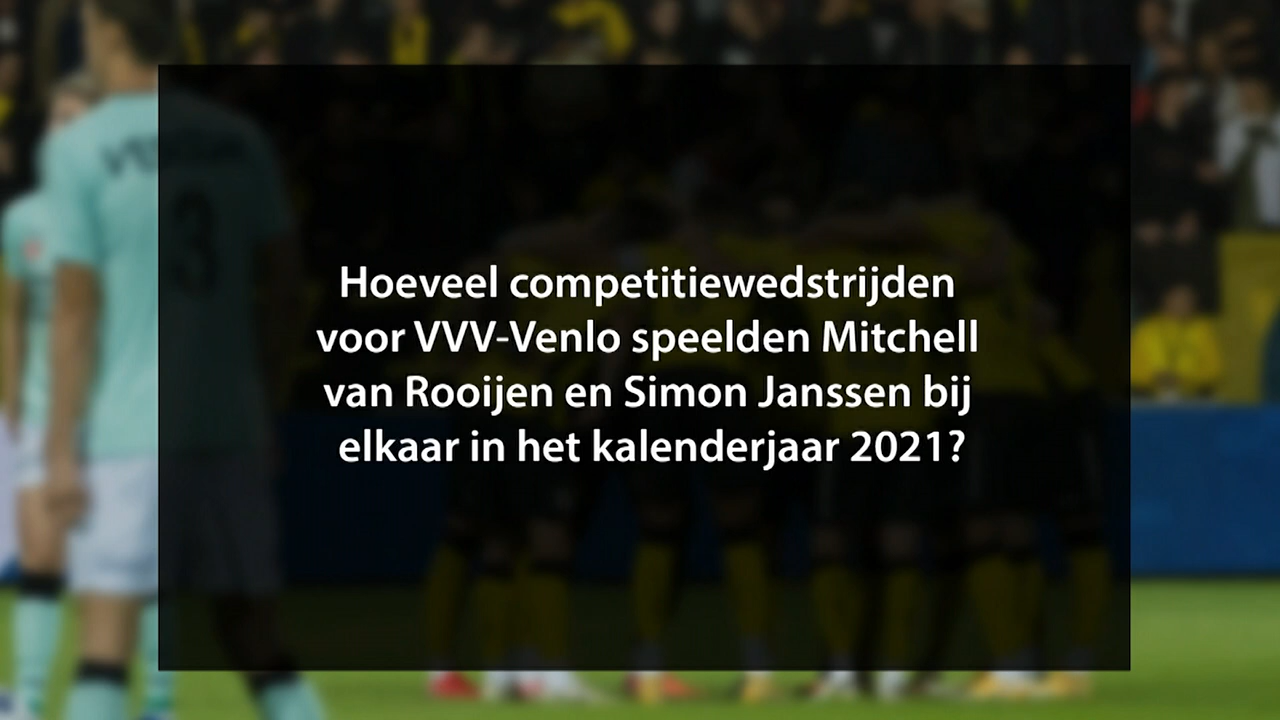 Hoeveel competitiewedstrijden
voor VVV-Venlo speelden Mitchell
van Rooijen en Simon Janssen bij
elkaar in het kalenderjaar 2021?